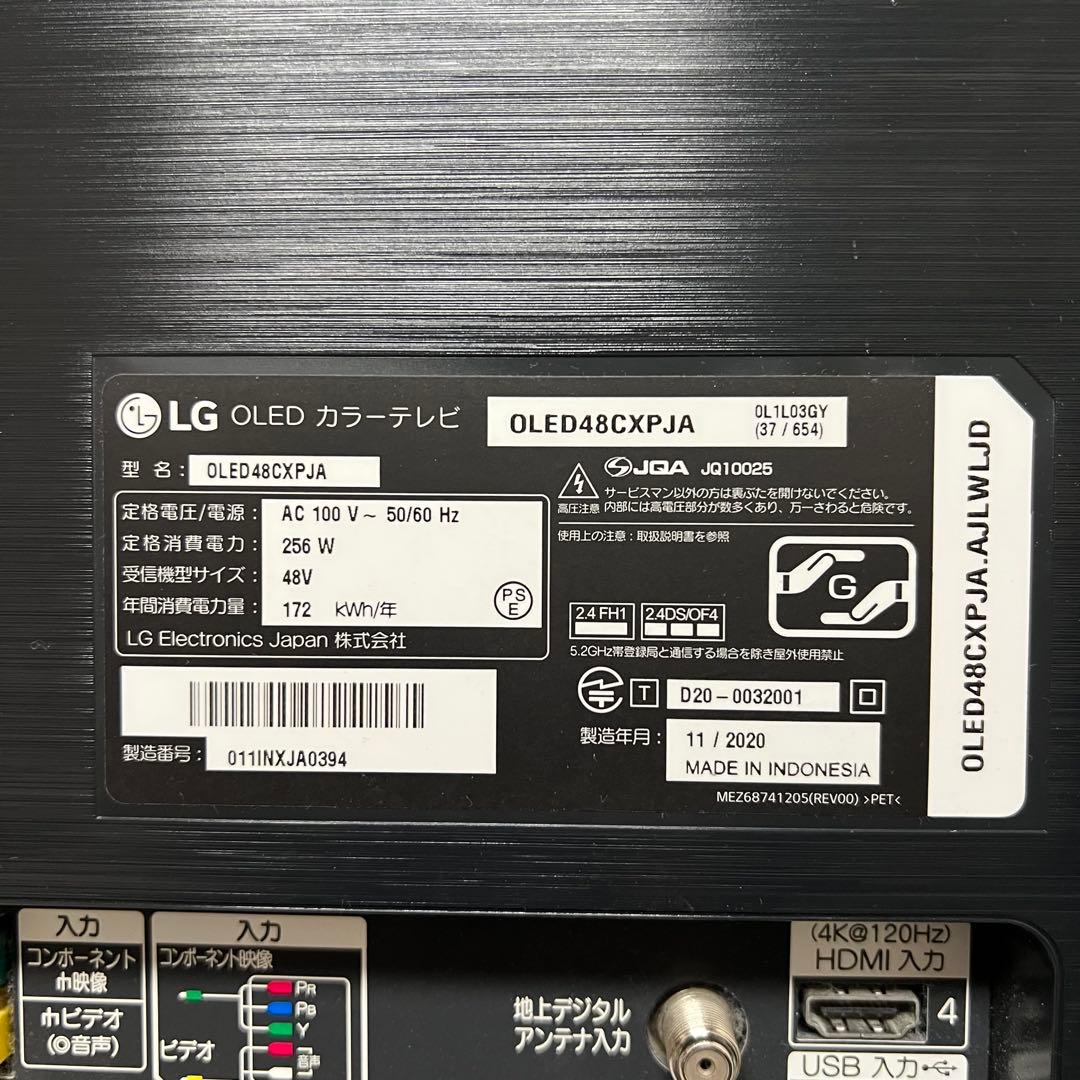 LG OLED カラーテレビ
OLED48CXPJA
0L1L03GY
(37 / 654)
型 名: OLED48CXPJA
定格電圧/電源: AC 100 V~ 50/60 Hz
定格消費電力: 256 W
受信機型サイズ: 48V
年間消費電力量: 172 kWh/年
PS
E
LG Electronics Japan 株式会社
製造番号: 011INXJA0394
JQA JQ10025
サービスマン以外の方は裏ぶたを開けないでください。
高圧注意 内部には高電圧部分が数多くあり、万一さわると危険です。
使用上の注意:取扱説明書を参照
G
2.4 FH1
2.4DS/OF4
5.2GHz帯登録局と通信する場合を除き屋外使用禁止
T D20-0032001
製造年月: 11 / 2020
MADE IN INDONESIA
MEZ68741205(REV00) >PET<
OLED48CXPJA.AJLWLJD
入力
コンポーネント
映像
ビデオ
(音声)
入力
コンポーネント映像
PR
PB
Y
ビデオ
音声
地上デジタル
アンテナ入力
(4K@120Hz)
HDMI 入力
4
USB 入力